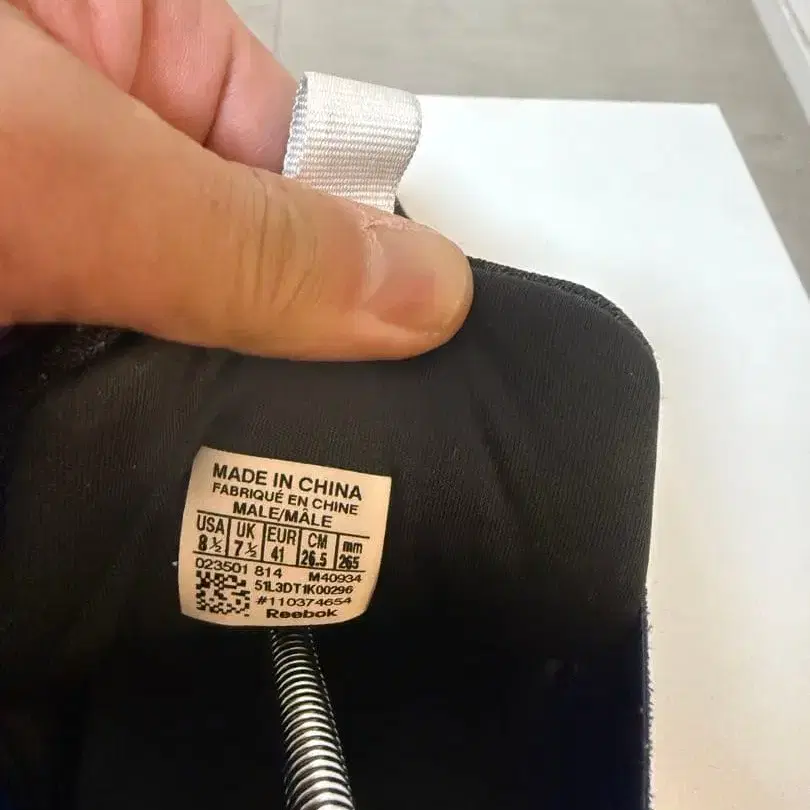 MADE IN CHINA
FABRIQUÉ EN CHINE
MALE/MÂLE
USA UK EUR CM mm
8½ 7½ 41 26.5 265
023501 814 M40934
51L3DT1K00296
#110374654
Reebok